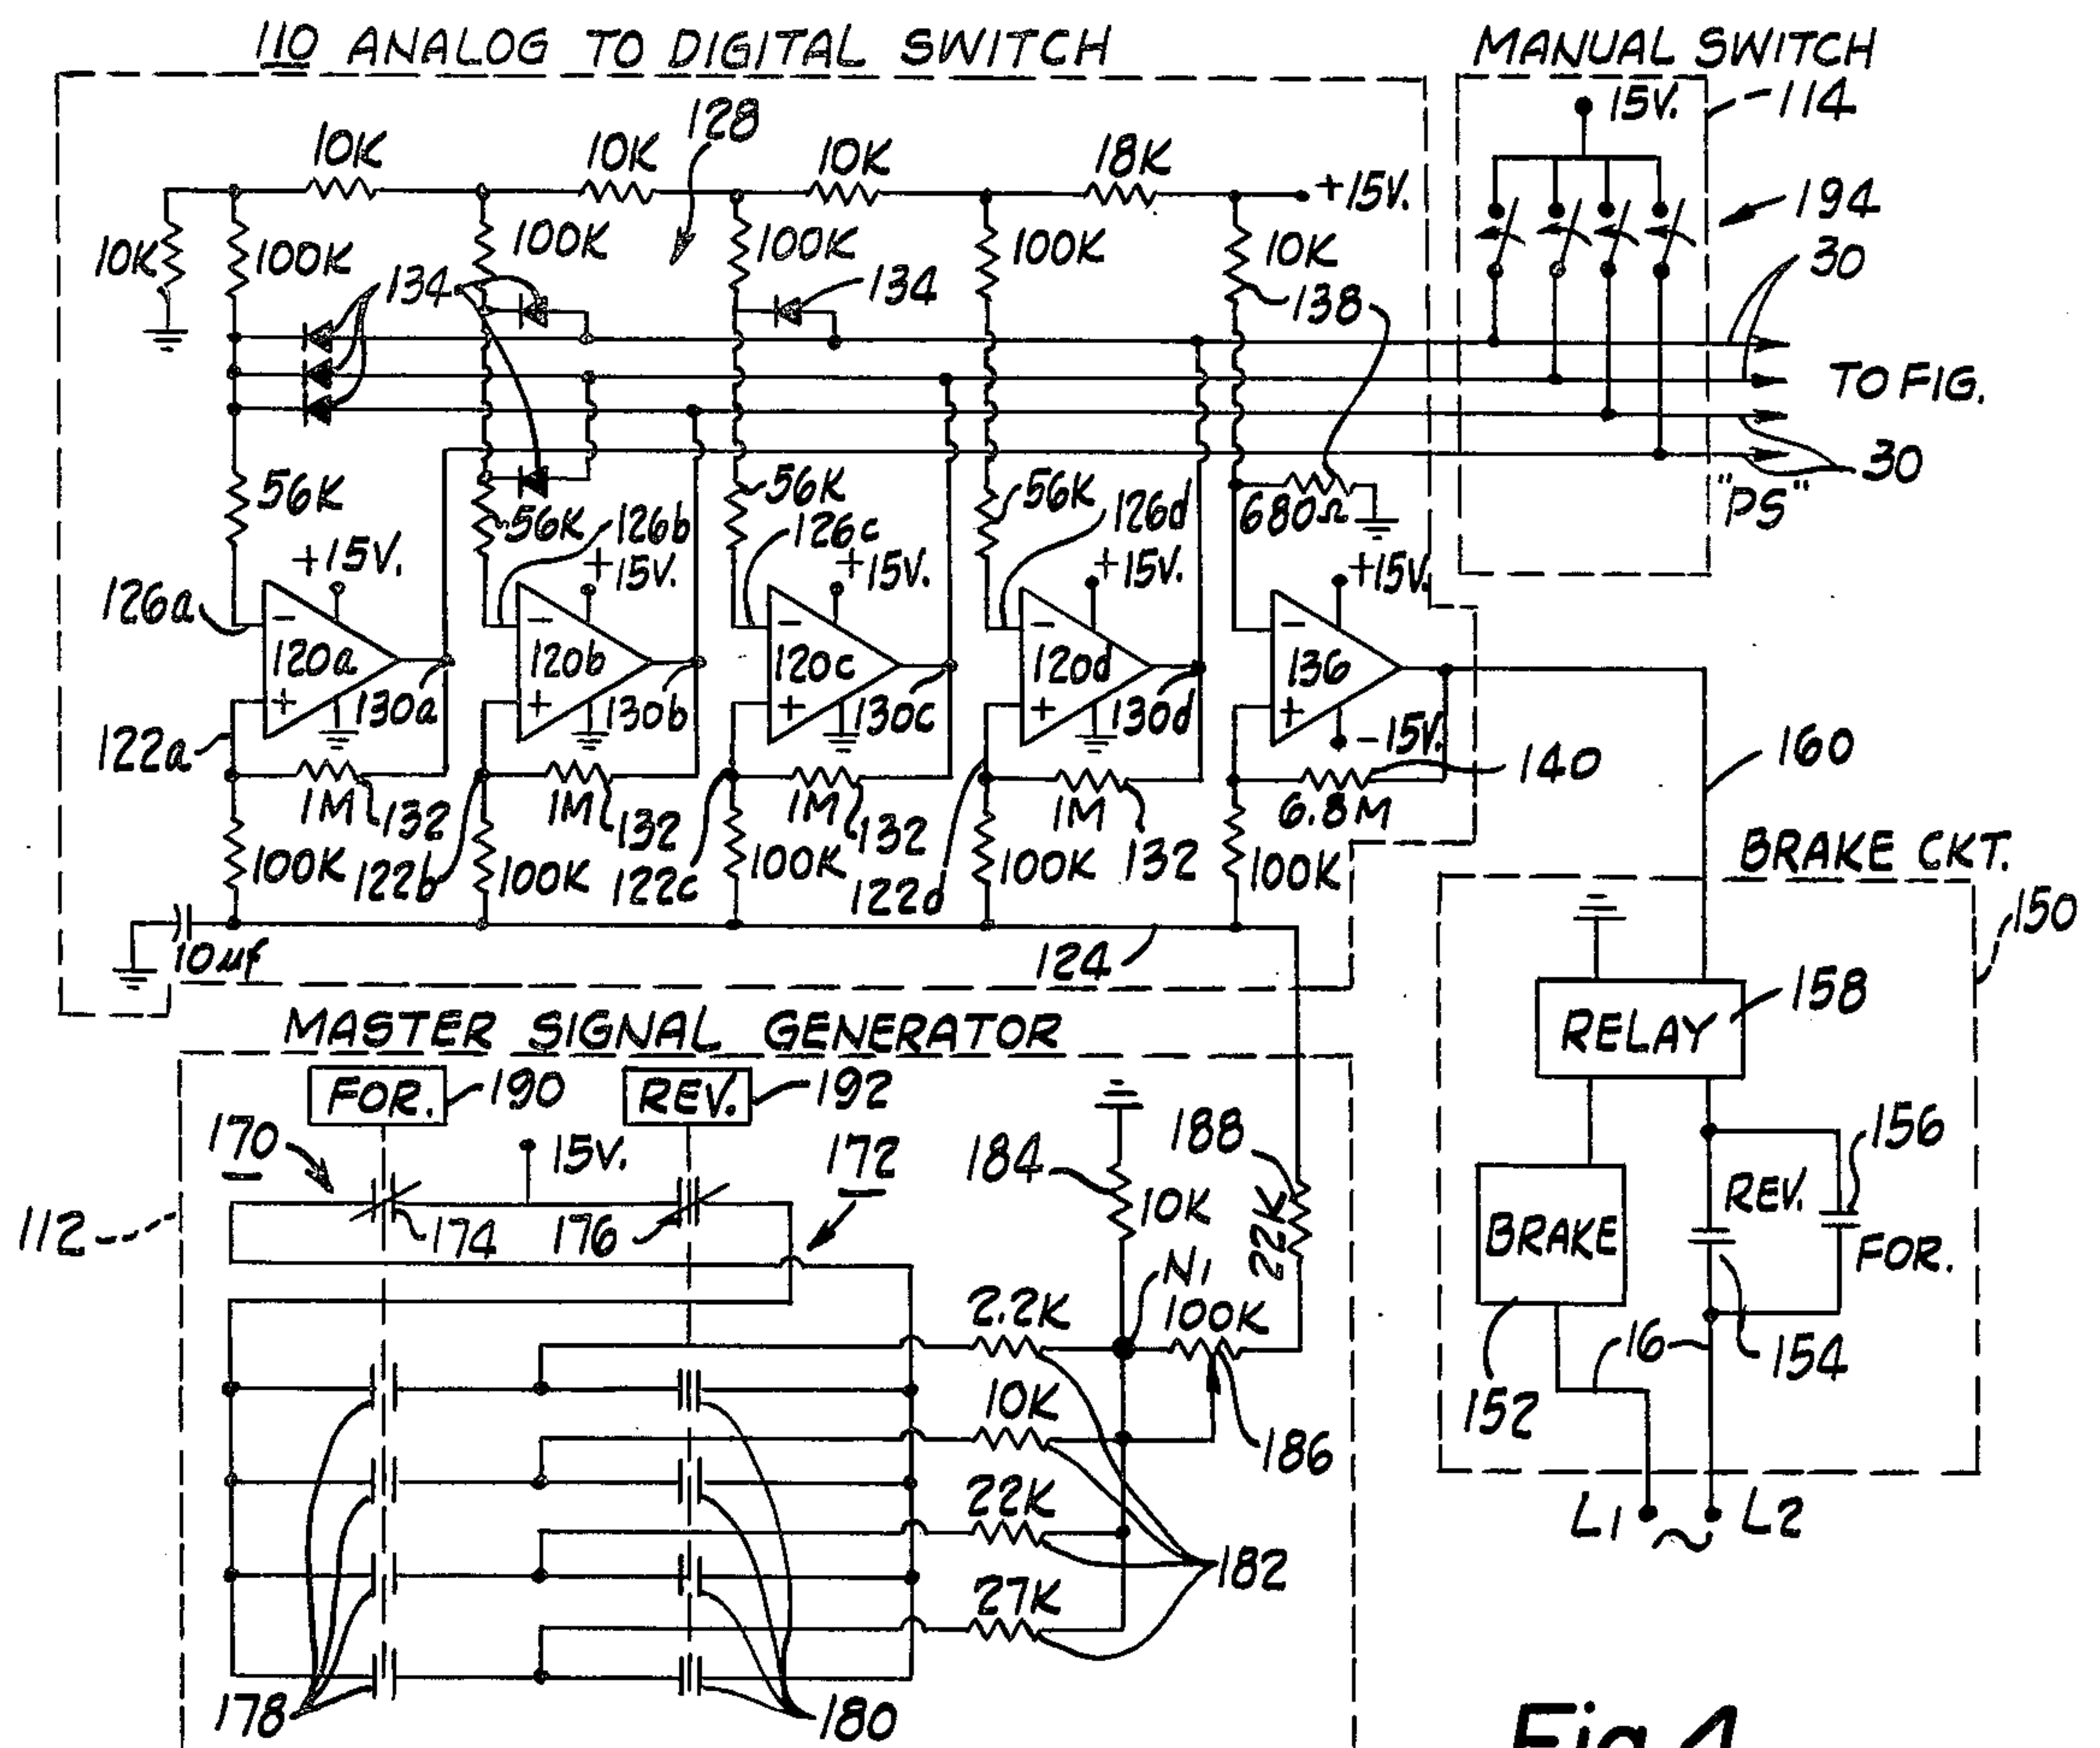 110 ANALOG TO DIGITAL SWITCH
MANUAL SWITCH
15V.
114
128
10K
10K
10K
18K
+15V.
194
10K
100K
100K
100K
100K
10K
30
134
134
138
TO FIG.
56K
56K
56K
56K
680Ω
30
"PS"
126b
126c
126d
+15V.
+15V.
+15V.
+15V.
+15V.
126a
−
−
−
−
−
120a
120b
120c
120d
136
+
+
+
+
+
130a
130b
130c
130d
-15V.
122a
140
160
1M
132
1M
132
1M
132
1M
132
6.8M
BRAKE CKT.
100K
122b
100K
122c
100K
122d
100K
100K
150
10μf
124
158
RELAY
MASTER SIGNAL GENERATOR
FOR.
190
REV.
192
170
15V.
172
184
188
156
10K
22K
REV.
112
174
176
BRAKE
FOR.
N1
2.2K
100K
16
154
10K
152
186
22K
L1
~
L2
182
27K
178
180
Fig.4